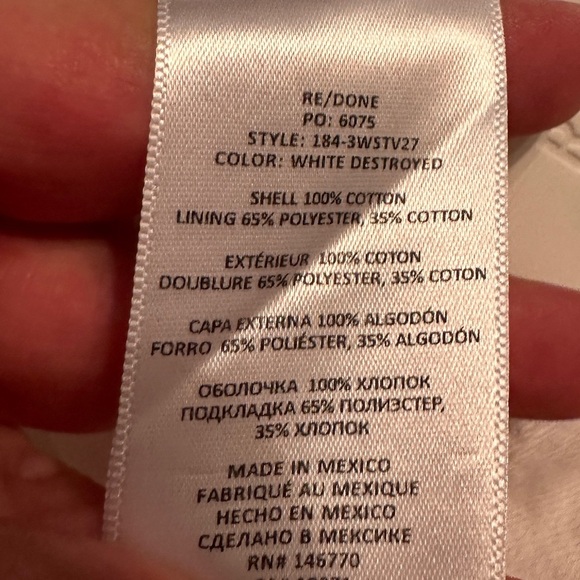 RE/DONE
PO: 6075
STYLE: 184-3WSTV27
COLOR: WHITE DESTROYED
SHELL 100% COTTON
LINING 65% POLYESTER, 35% COTTON
EXTÉRIEUR 100% COTON
DOUBLURE 65% POLYESTER, 35% COTON
CAPA EXTERNA 100% ALGODÓN
FORRO 65% POLIÉSTER, 35% ALGODÓN
ОБОЛОЧКА 100% ХЛОПОК
ПОДКЛАДКА 65% ПОЛИЭСТЕР,
35% ХЛОПОК
MADE IN MEXICO
FABRIQUÉ AU MEXIQUE
HECHO EN MEXICO
СДЕЛАНО В МЕКСИКЕ
RN# 146770